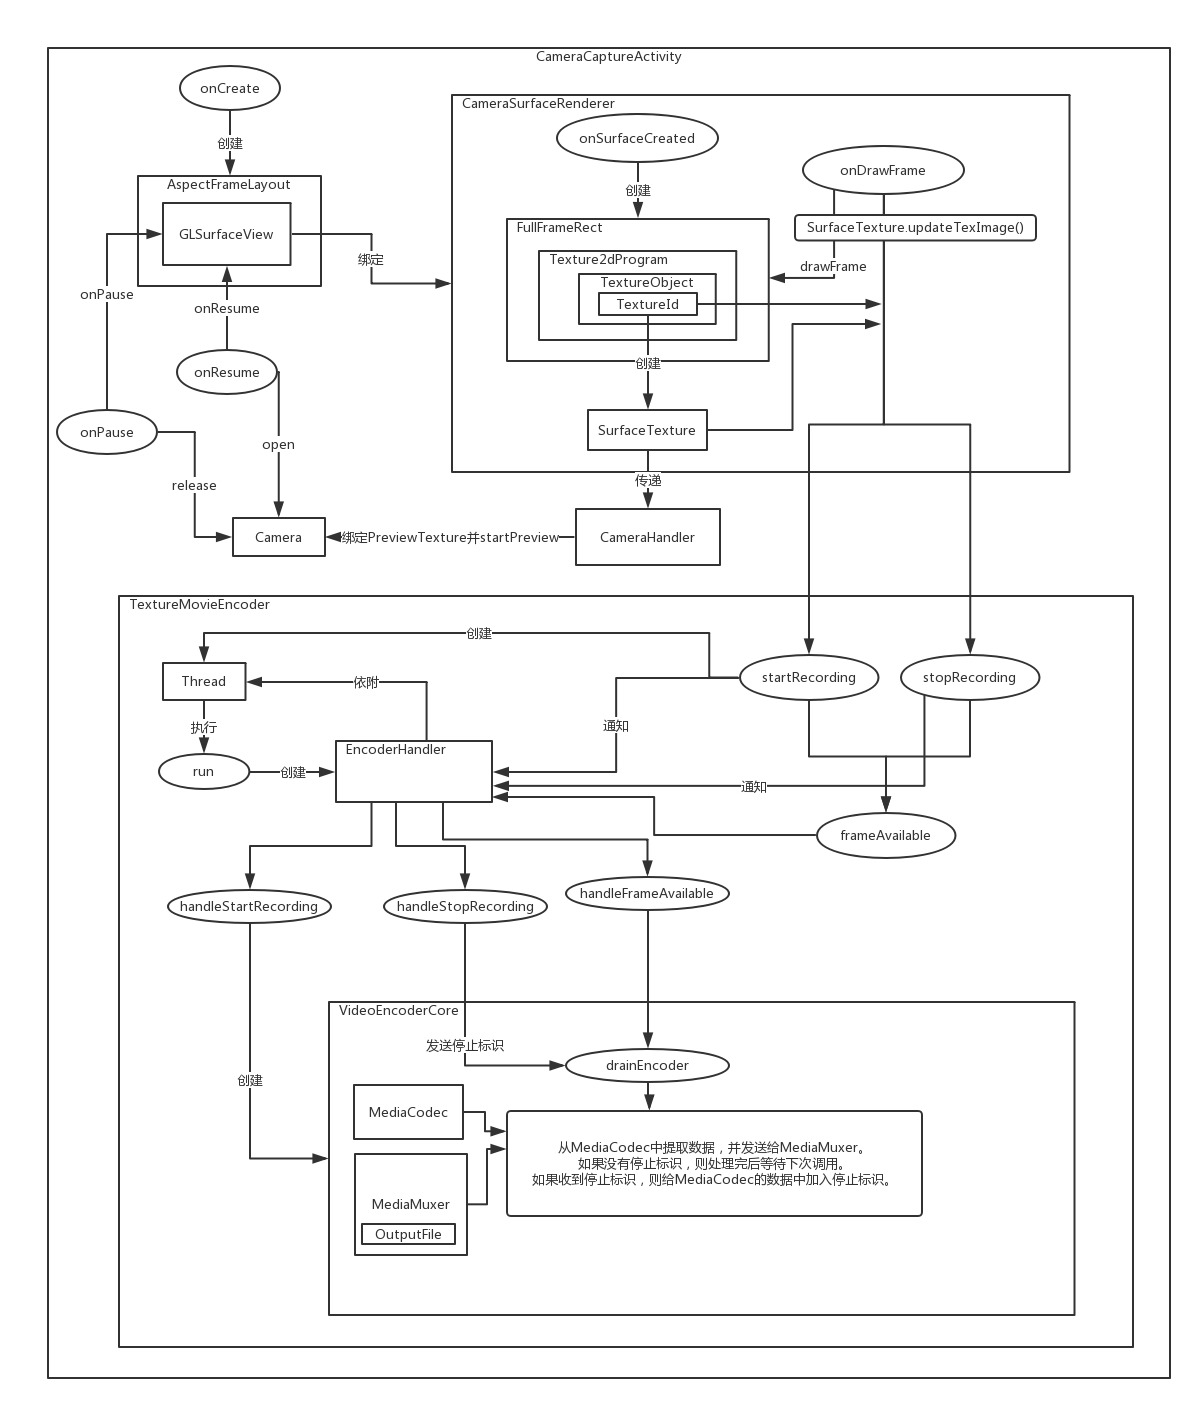 CameraCaptureActivity
onCreate
创建
AspectFrameLayout
GLSurfaceView
绑定
onPause
onResume
onResume
onPause
open
release
Camera
绑定PreviewTexture并startPreview
CameraHandler
CameraSurfaceRenderer
onSurfaceCreated
创建
onDrawFrame
SurfaceTexture.updateTexImage()
drawFrame
FullFrameRect
Texture2dProgram
TextureObject
TextureId
创建
SurfaceTexture
传递
TextureMovieEncoder
创建
Thread
依附
执行
run
创建
EncoderHandler
startRecording
stopRecording
通知
通知
frameAvailable
handleStartRecording
handleStopRecording
handleFrameAvailable
创建
VideoEncoderCore
发送停止标识
drainEncoder
MediaCodec
MediaMuxer
OutputFile
从MediaCodec中提取数据，并发送给MediaMuxer。
如果没有停止标识，则处理完后等待下次调用。
如果收到停止标识，则给MediaCodec的数据中加入停止标识。